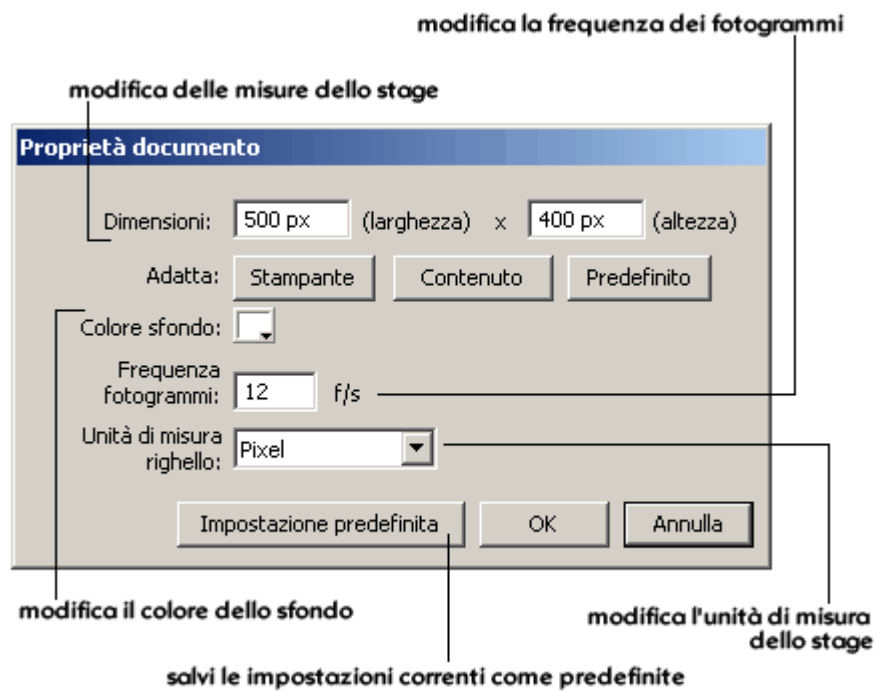 modifica la frequenza dei fotogrammi
modifica delle misure dello stage
Proprietà documento
Dimensioni: 500 px (larghezza) x 400 px (altezza)
Adatta: Stampante Contenuto Predefinito
Colore sfondo:
Frequenza
fotogrammi: 12 f/s
Unità di misura
righello: Pixel
Impostazione predefinita OK Annulla
modifica il colore dello sfondo
modifica l'unità di misura
dello stage
salvi le impostazioni correnti come predefinite